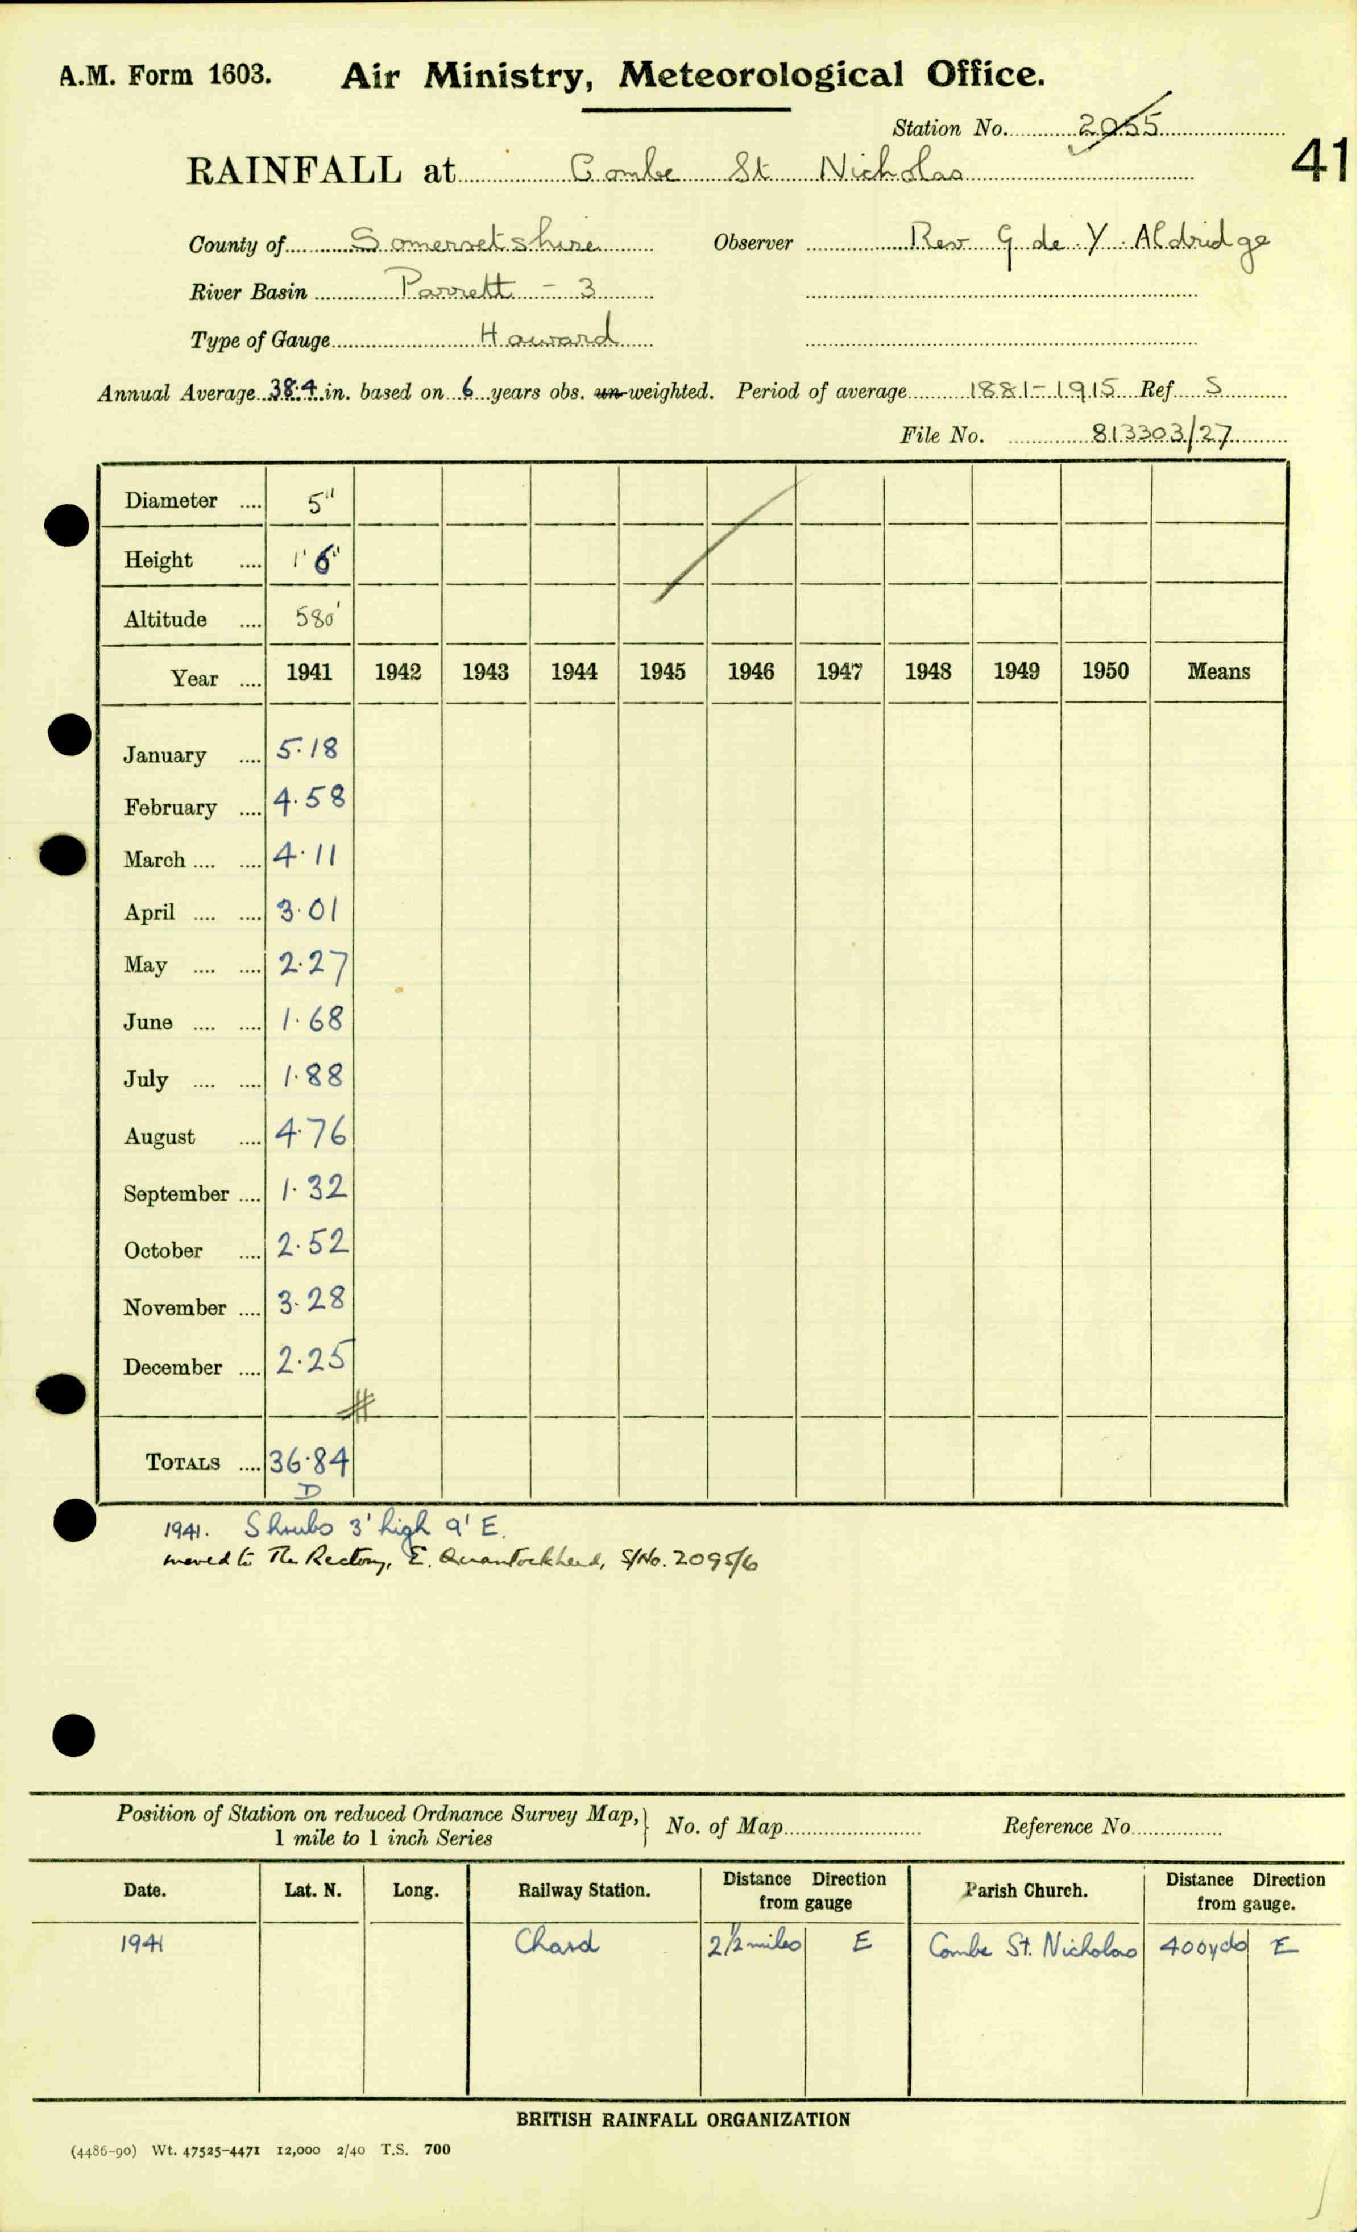 A.M. Form 1603. Air Ministry, Meteorological Office.
Station No. 2055
41
RAINFALL at Combe St Nicholas
County of Somersetshire Observer Rev G de Y Aldridge
River Basin Parrett - 3
Type of Gauge Howard
Annual Average 38.4 in. based on 6 years obs. un-weighted. Period of average 1881-1915 Ref S
File No. 813303/27
Diameter .... 5"
Height .... 1' 6"
Altitude .... 580'
Year .... 1941 1942 1943 1944 1945 1946 1947 1948 1949 1950 Means
January .... 5.18
February .... 4.58
March .... .... 4.11
April .... .... 3.01
May .... .... 2.27
June .... .... 1.68
July .... .... 1.88
August .... 4.76
September .... 1.32
October .... 2.52
November .... 3.28
December .... 2.25
TOTALS .... 36.84
D
1941. Shrubs 3' high 9' E.
moved to The Rectory, E. Quantockhead, S/No. 2095/6
Position of Station on reduced Ordnance Survey Map, 1 mile to 1 inch Series No. of Map Reference No.
Date. Lat. N. Long. Railway Station. Distance Direction from gauge Parish Church. Distance Direction from gauge.
1941 Chard 2½ miles E Combe St. Nicholas 400 yds E
BRITISH RAINFALL ORGANIZATION
(4486-90) Wt. 47525-4471 12,000 2/40 T.S. 700